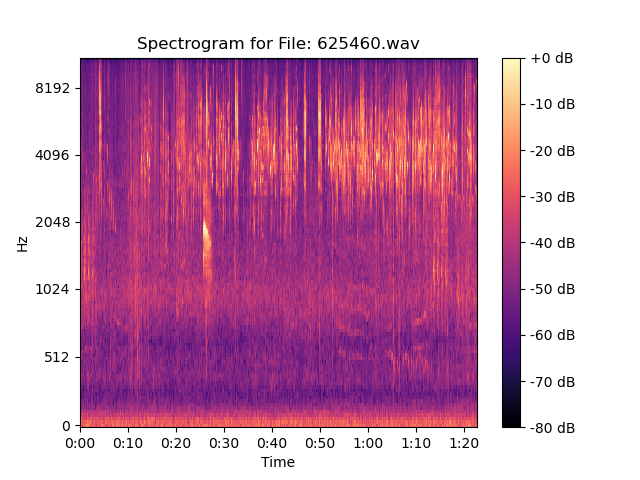 Spectrogram for File: 625460.wav
Hz
8192
4096
2048
1024
512
0
0:00 0:10 0:20 0:30 0:40 0:50 1:00 1:10 1:20
Time
+0 dB
-10 dB
-20 dB
-30 dB
-40 dB
-50 dB
-60 dB
-70 dB
-80 dB